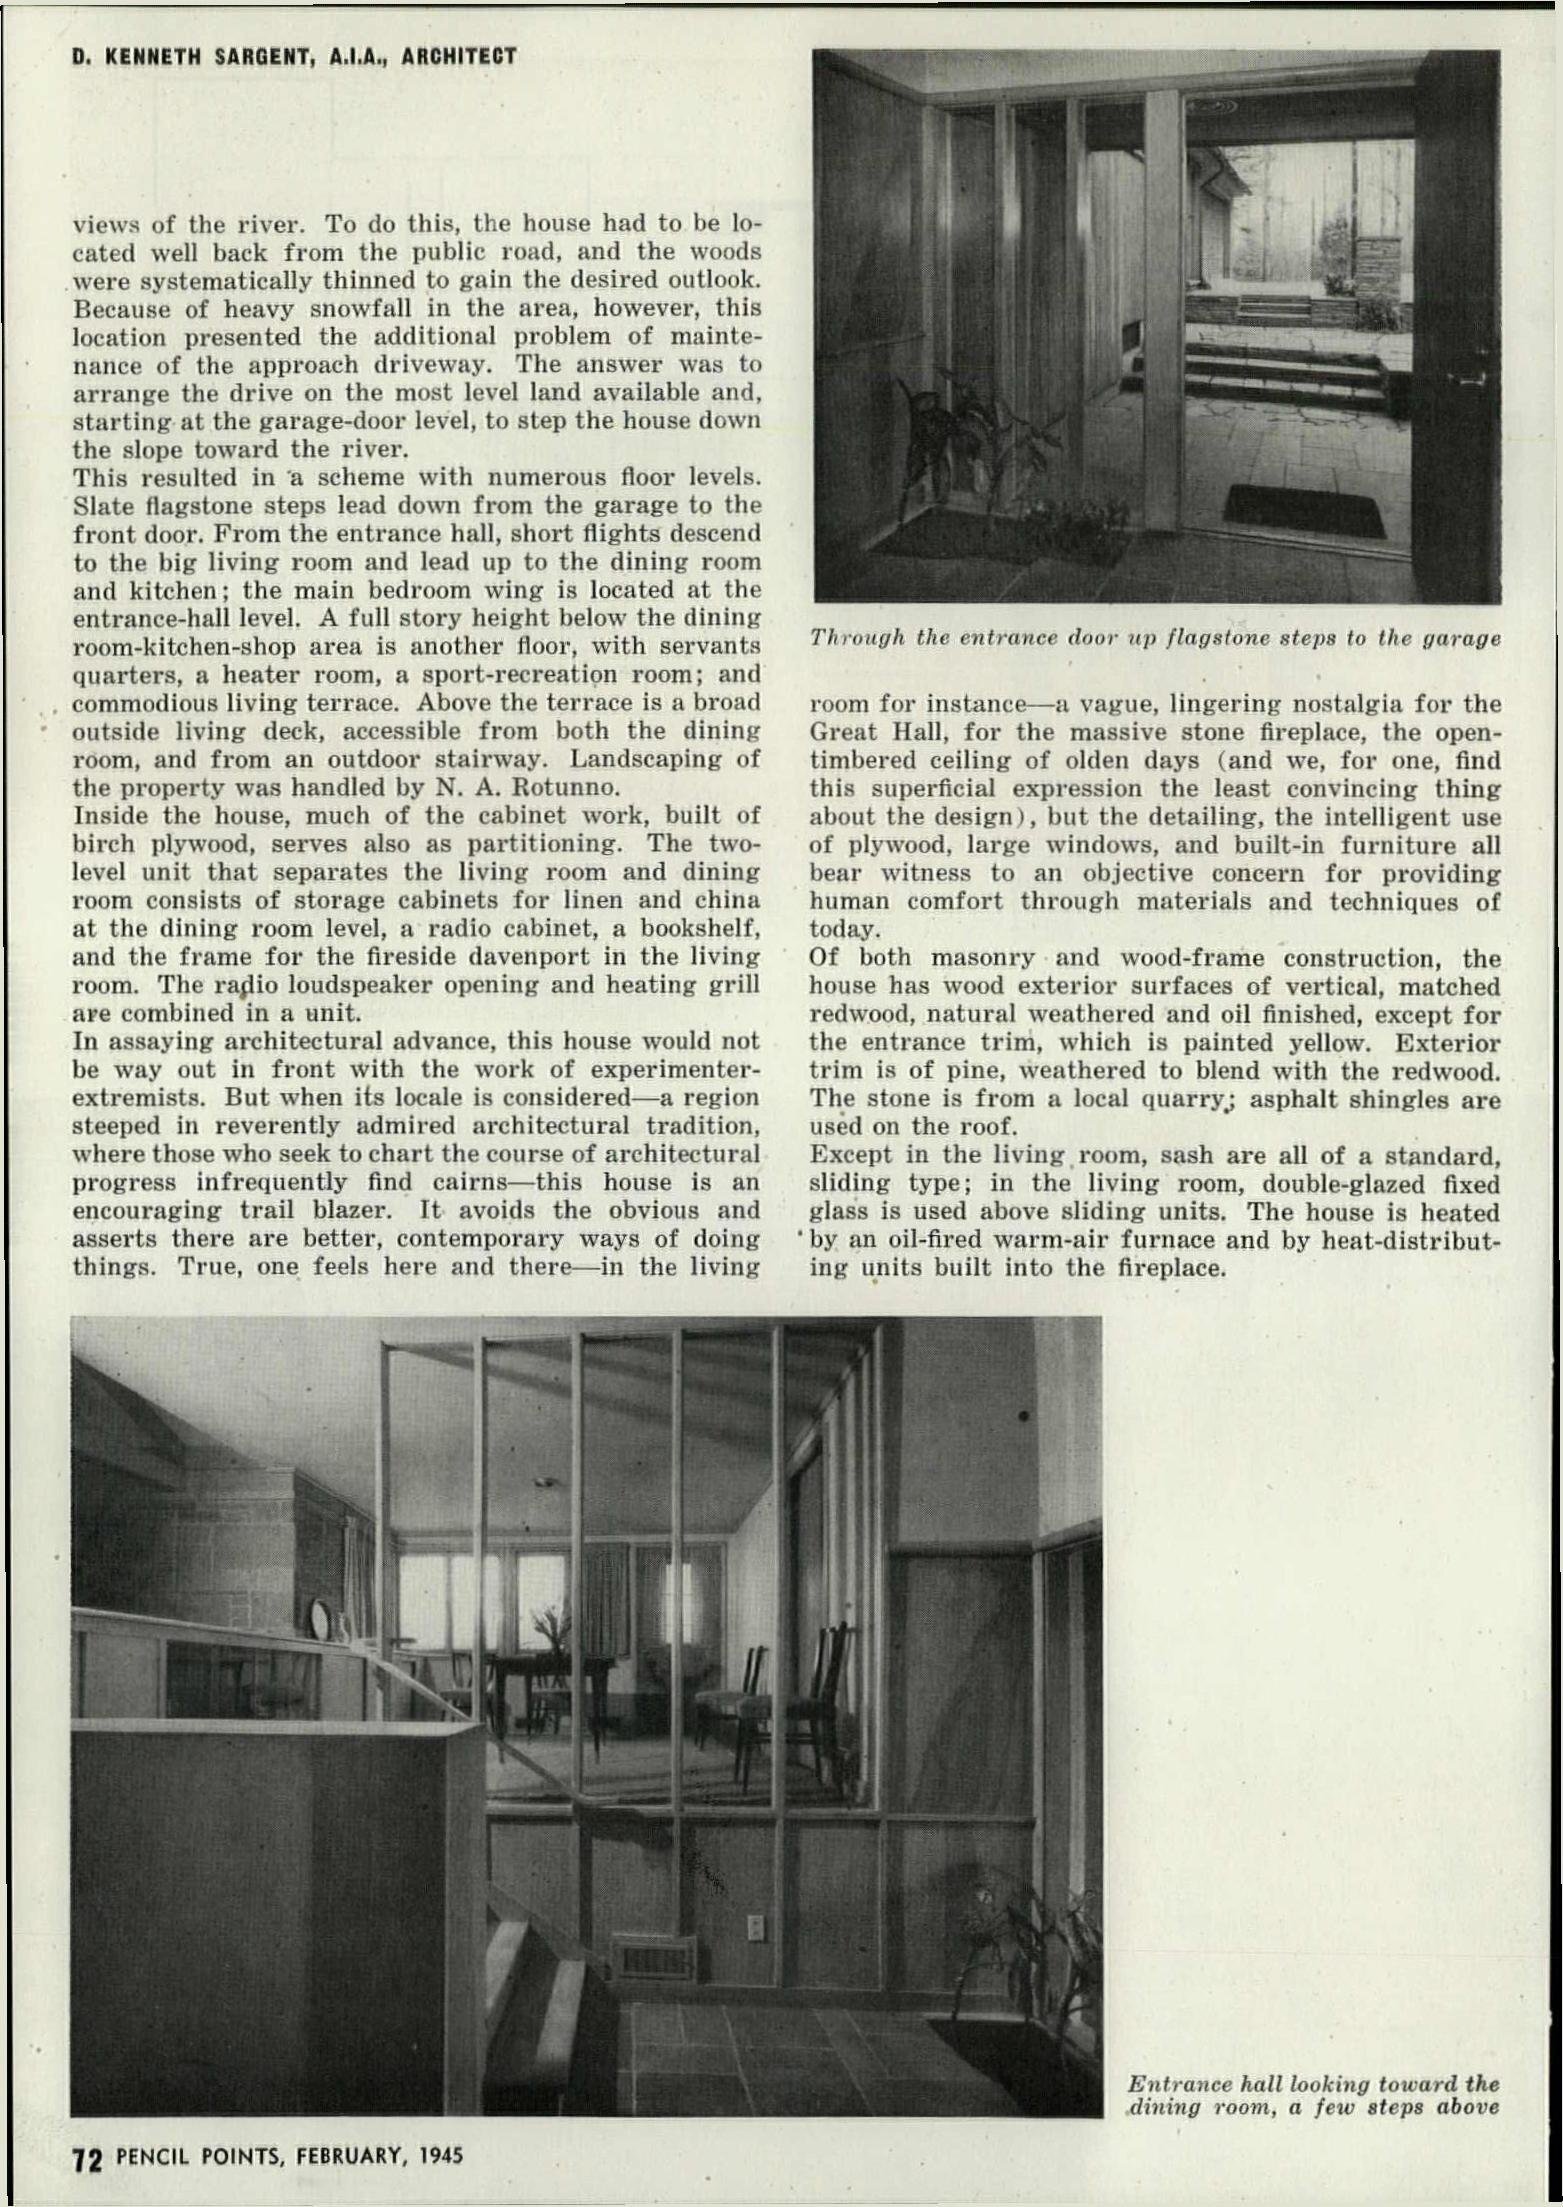 D. KENNETH SARGENT, A.I.A., ARCHITECT
views of the river. To do this, the house had to be lo-
cated well back from the public road, and the woods
were systematically thinned to gain the desired outlook.
Because of heavy snowfall in the area, however, this
location presented the additional problem of mainte-
nance of the approach driveway. The answer was to
arrange the drive on the most level land available and,
starting at the garage-door level, to step the house down
the slope toward the river.
This resulted in a scheme with numerous floor levels.
Slate flagstone steps lead down from the garage to the
front door. From the entrance hall, short flights descend
to the big living room and lead up to the dining room
and kitchen; the main bedroom wing is located at the
entrance-hall level. A full story height below the dining
room-kitchen-shop area is another floor, with servants
quarters, a heater room, a sport-recreation room; and
commodious living terrace. Above the terrace is a broad
outside living deck, accessible from both the dining
room, and from an outdoor stairway. Landscaping of
the property was handled by N. A. Rotunno.
Inside the house, much of the cabinet work, built of
birch plywood, serves also as partitioning. The two-
level unit that separates the living room and dining
room consists of storage cabinets for linen and china
at the dining room level, a radio cabinet, a bookshelf,
and the frame for the fireside davenport in the living
room. The radio loudspeaker opening and heating grill
are combined in a unit.
In assaying architectural advance, this house would not
be way out in front with the work of experimenter-
extremists. But when its locale is considered—a region
steeped in reverently admired architectural tradition,
where those who seek to chart the course of architectural
progress infrequently find cairns—this house is an
encouraging trail blazer. It avoids the obvious and
asserts there are better, contemporary ways of doing
things. True, one feels here and there—in the living
Through the entrance door up flagstone steps to the garage
room for instance—a vague, lingering nostalgia for the
Great Hall, for the massive stone fireplace, the open-
timbered ceiling of olden days (and we, for one, find
this superficial expression the least convincing thing
about the design), but the detailing, the intelligent use
of plywood, large windows, and built-in furniture all
bear witness to an objective concern for providing
human comfort through materials and techniques of
today.
Of both masonry and wood-frame construction, the
house has wood exterior surfaces of vertical, matched
redwood, natural weathered and oil finished, except for
the entrance trim, which is painted yellow. Exterior
trim is of pine, weathered to blend with the redwood.
The stone is from a local quarry; asphalt shingles are
used on the roof.
Except in the living room, sash are all of a standard,
sliding type; in the living room, double-glazed fixed
glass is used above sliding units. The house is heated
by an oil-fired warm-air furnace and by heat-distribut-
ing units built into the fireplace.
Entrance hall looking toward the
dining room, a few steps above
72 PENCIL POINTS, FEBRUARY, 1945